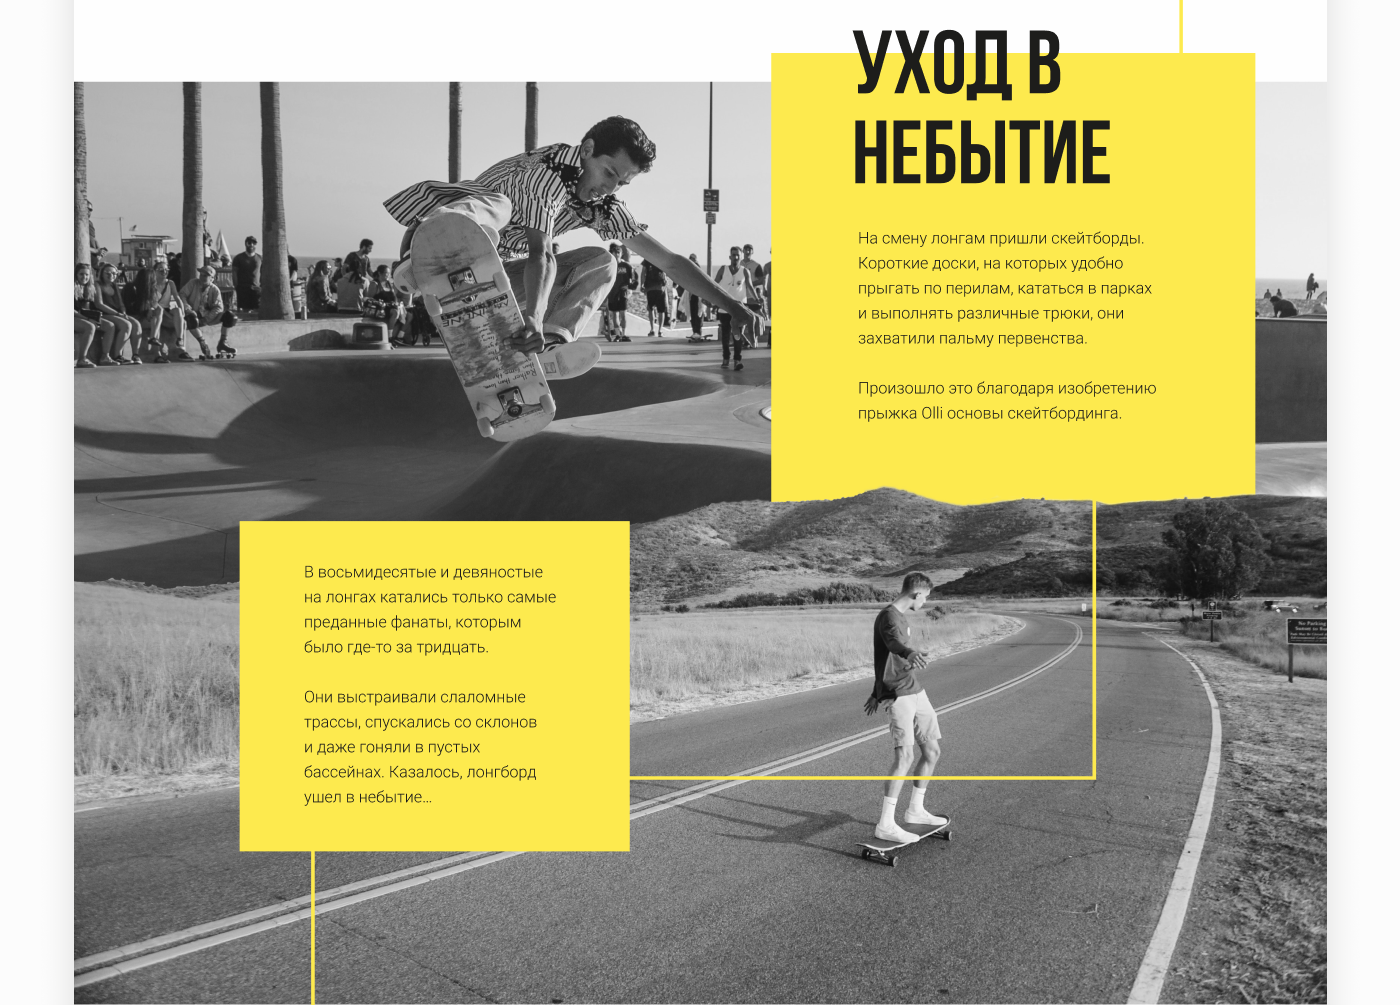 УХОД В
НЕБЫТИЕ
На смену лонгам пришли скейтборды.
Короткие доски, на которых удобно
прыгать по перилам, кататься в парках
и выполнять различные трюки, они
захватили пальму первенства.
Произошло это благодаря изобретению
прыжка Olli основы скейтбординга.
В восьмидесятые и девяностые
на лонгах катались только самые
преданные фанаты, которым
было где-то за тридцать.
Они выстраивали слаломные
трассы, спускались со склонов
и даже гоняли в пустых
бассейнах. Казалось, лонгборд
ушел в небытие...
No Parking